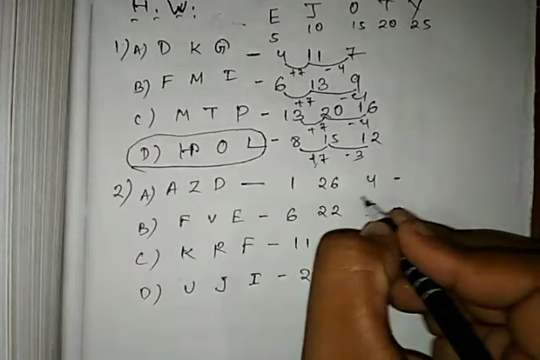 H.W.
E J O T Y
5 10 15 20 25
1) A) D K G - 4 11 7
+7 -4
B) F M I - 6 13 9
+7 -4
C) M T P - 13 20 16
+7 -4
D) H O L - 8 15 12
+7 -3
2) A) A Z D - 1 26 4 -
B) F V E - 6 22
C) K R F - 11
D) U J I - 2